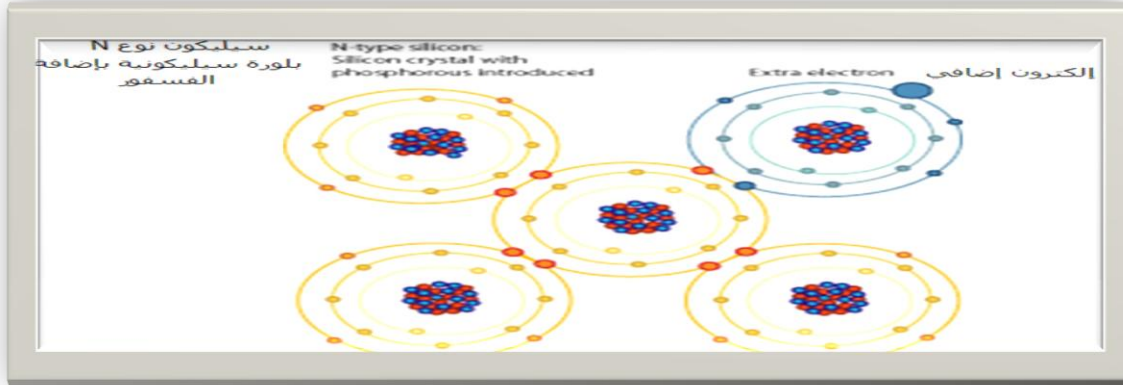 سيليكون نوع N
بلورة سيليكونية بإضافة
الفسفور
N-type silicon:
Silicon crystal with
phosphorous introduced
Extra electron إلكترون إضافي